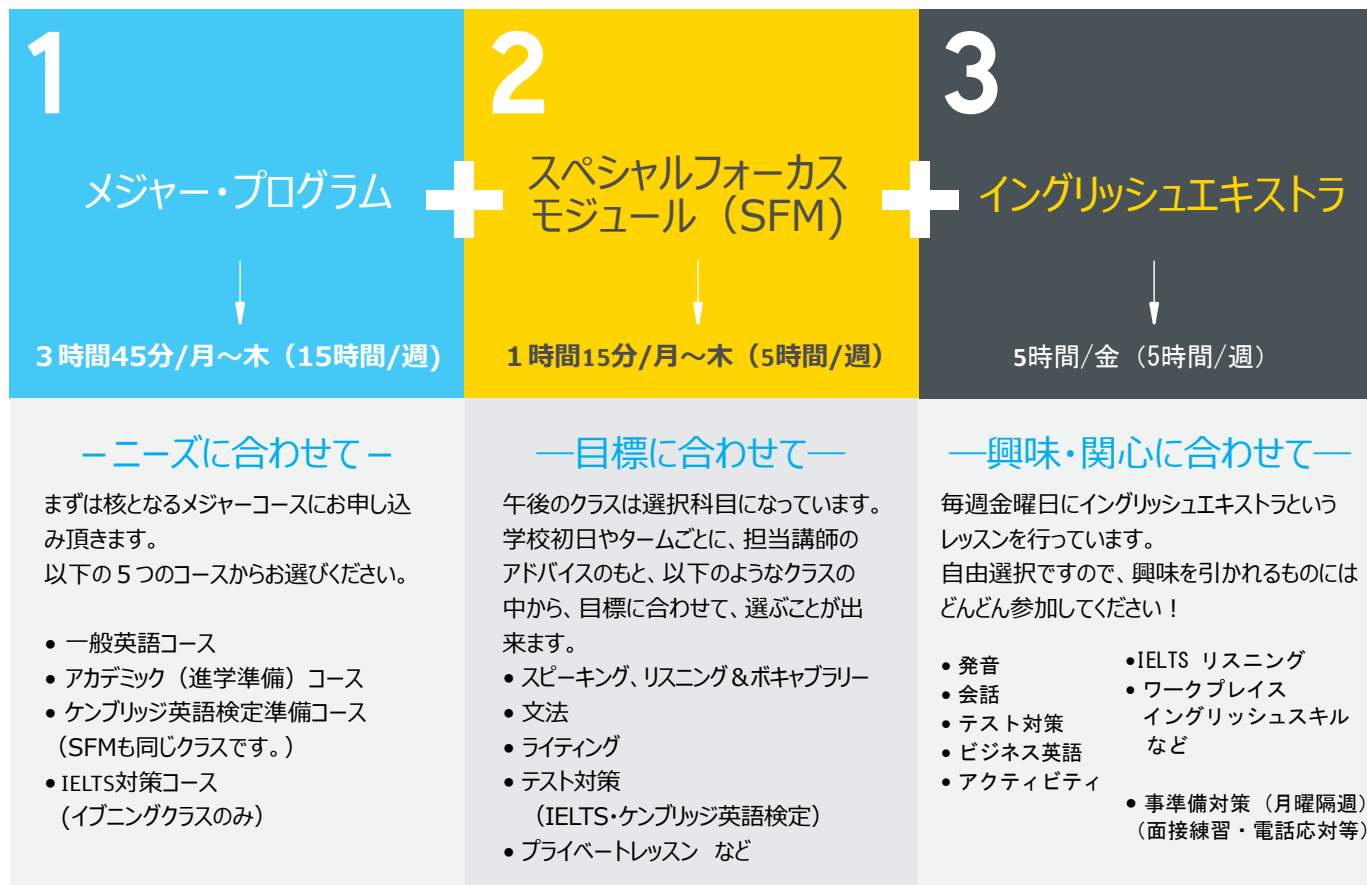 1
メジャー・プログラム
3時間45分/月～木（15時間/週)
－ニーズに合わせて－
まずは核となるメジャーコースにお申し込
み頂きます。
以下の５つのコースからお選びください。
• 一般英語コース
• アカデミック（進学準備）コース
• ケンブリッジ英語検定準備コース
（SFMも同じクラスです。）
• IELTS対策コース
(イブニングクラスのみ）
2
スペシャルフォーカス
モジュール（SFM)
１時間15分/月～木（5時間/週）
―目標に合わせて―
午後のクラスは選択科目になっています。
学校初日やタームごとに、担当講師の
アドバイスのもと、以下のようなクラスの
中から、目標に合わせて、選ぶことが出
来ます。
• スピーキング、リスニング＆ボキャブラリー
• 文法
• ライティング
• テスト対策
（IELTS・ケンブリッジ英語検定）
• プライベートレッスン など
3
イングリッシュエキストラ
5時間/金（5時間/週）
―興味・関心に合わせて―
毎週金曜日にイングリッシュエキストラという
レッスンを行っています。
自由選択ですので、興味を引かれるものには
どんどん参加してください！
• 発音
• 会話
• テスト対策
• ビジネス英語
• アクティビティ
•IELTS リスニング
• ワークプレイス
イングリッシュスキル
など
• 事準備対策（月曜隔週）
（面接練習・電話応対等）